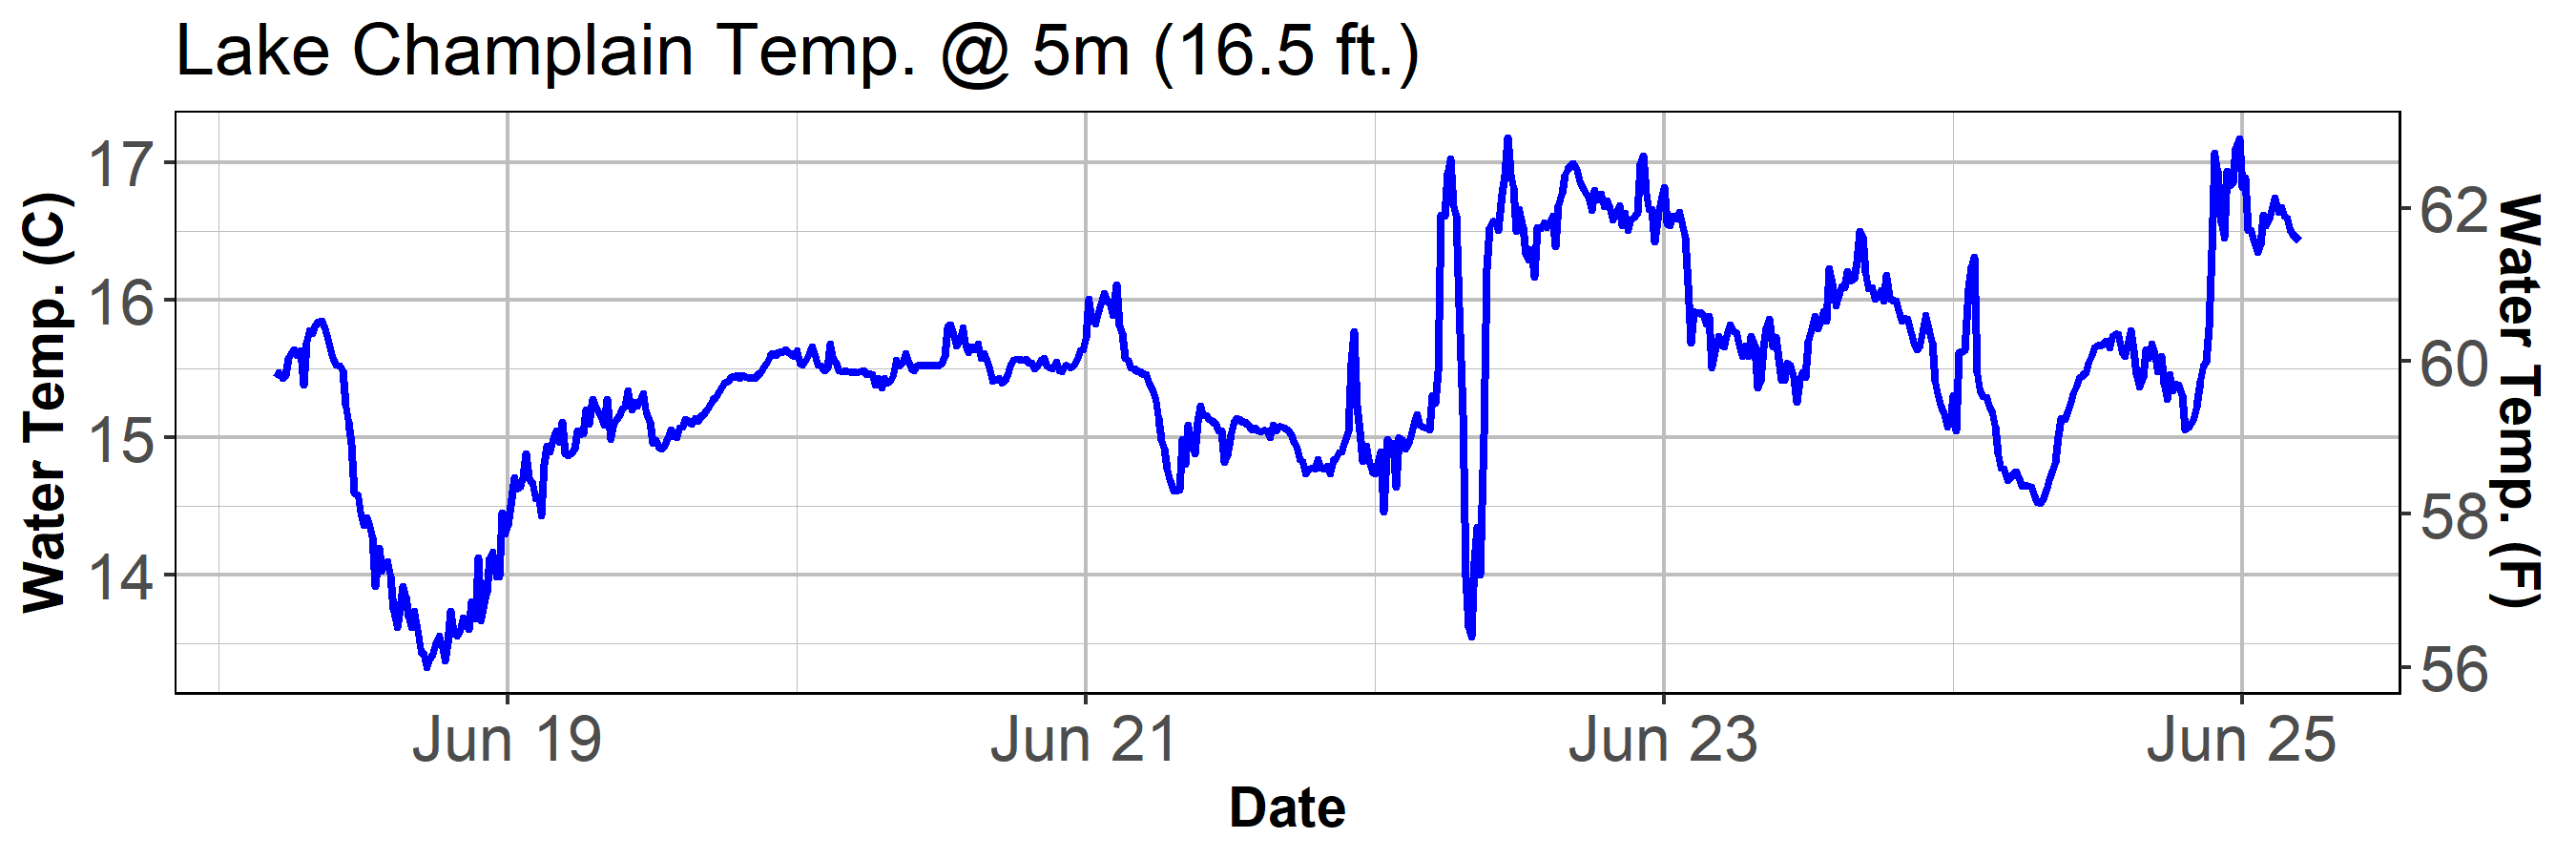 Lake Champlain Temp. @ 5m (16.5 ft.)
Water Temp. (C)
17
16
15
14
62
60
58
56
Water Temp. (F)
Jun 19
Jun 21
Jun 23
Jun 25
Date